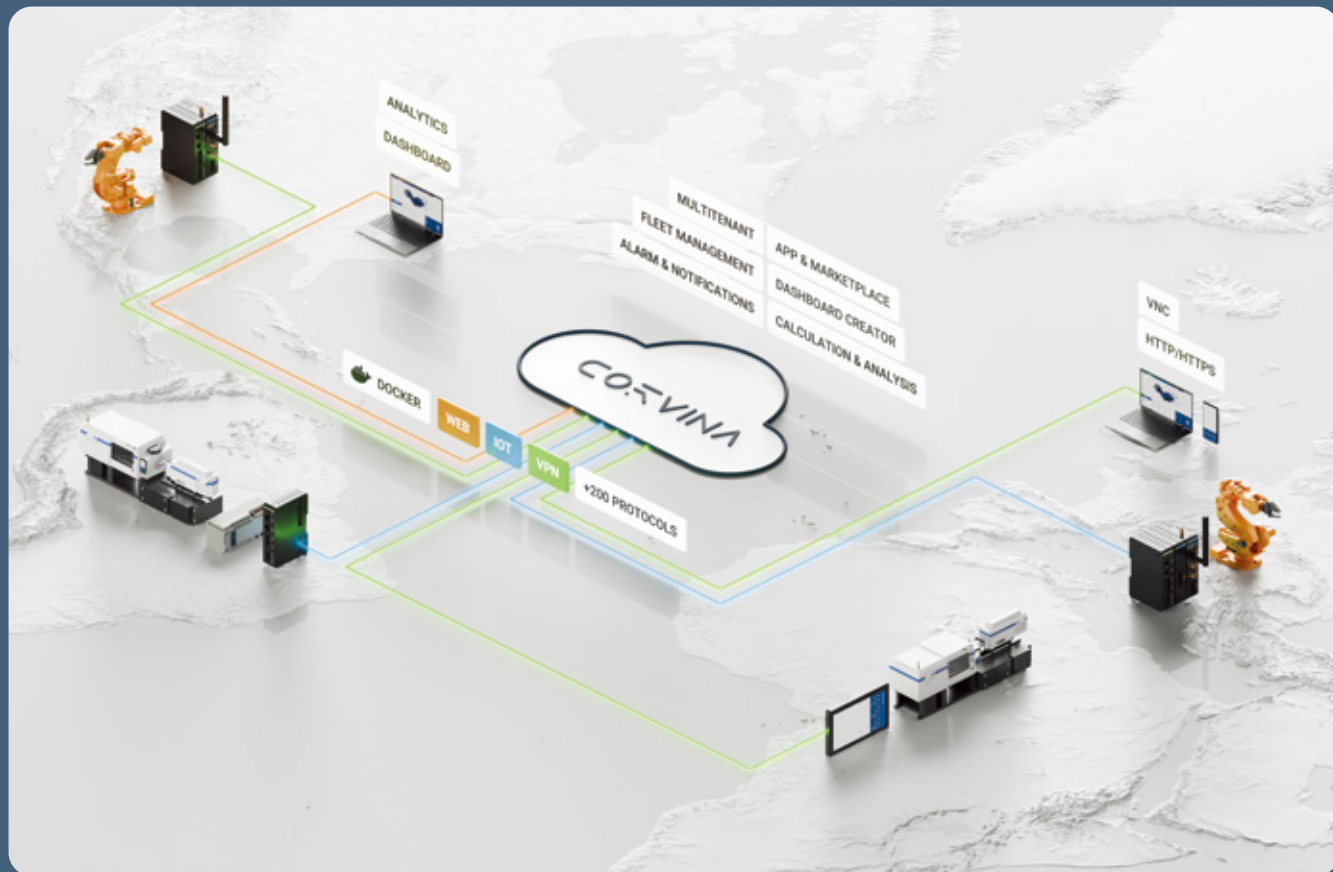 ANALYTICS
DASHBOARD
MULTITENANT
FLEET MANAGEMENT
ALARM & NOTIFICATIONS
APP & MARKETPLACE
DASHBOARD CREATOR
CALCULATION & ANALYSIS
VNC
HTTP/HTTPS
CORVINA
DOCKER
WEB
IOT
VPN
+200 PROTOCOLS